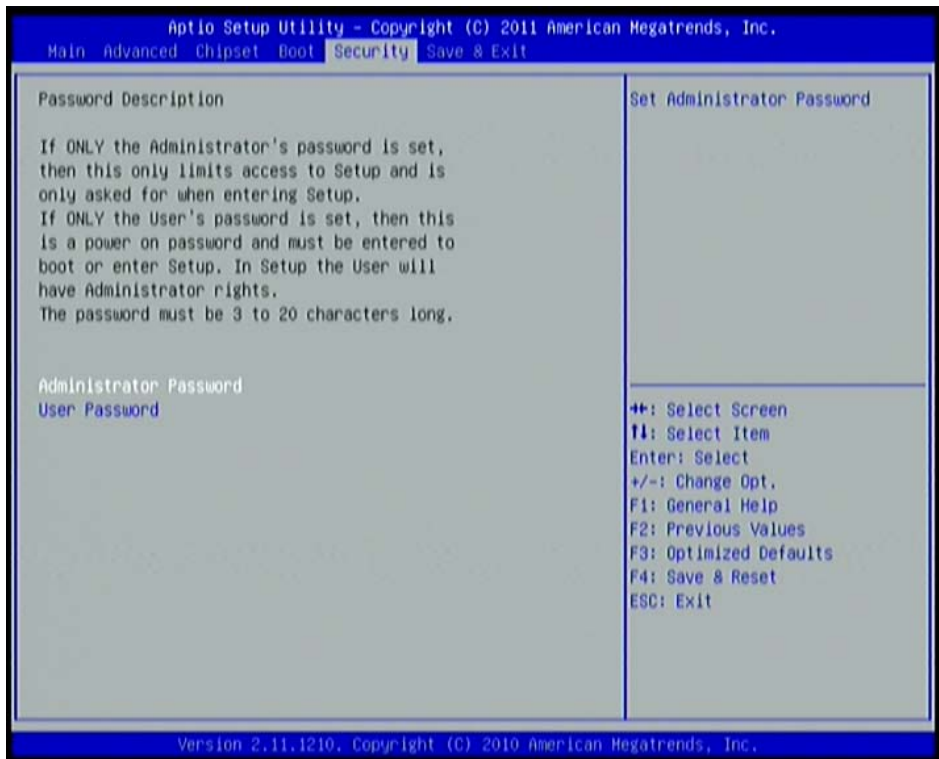 Aptio Setup Utility - Copyright (C) 2011 American Megatrends, Inc.
Main Advanced Chipset Boot Security Save & Exit
Password Description
If ONLY the Administrator's password is set,
then this only limits access to Setup and is
only asked for when entering Setup.
If ONLY the User's password is set, then this
is a power on password and must be entered to
boot or enter Setup. In Setup the User will
have Administrator rights.
The password must be 3 to 20 characters long.
Administrator Password
User Password
Set Administrator Password
→←: Select Screen
↑↓: Select Item
Enter: Select
+/-: Change Opt.
F1: General Help
F2: Previous Values
F3: Optimized Defaults
F4: Save & Reset
ESC: Exit
Version 2.11.1210. Copyright (C) 2010 American Megatrends, Inc.